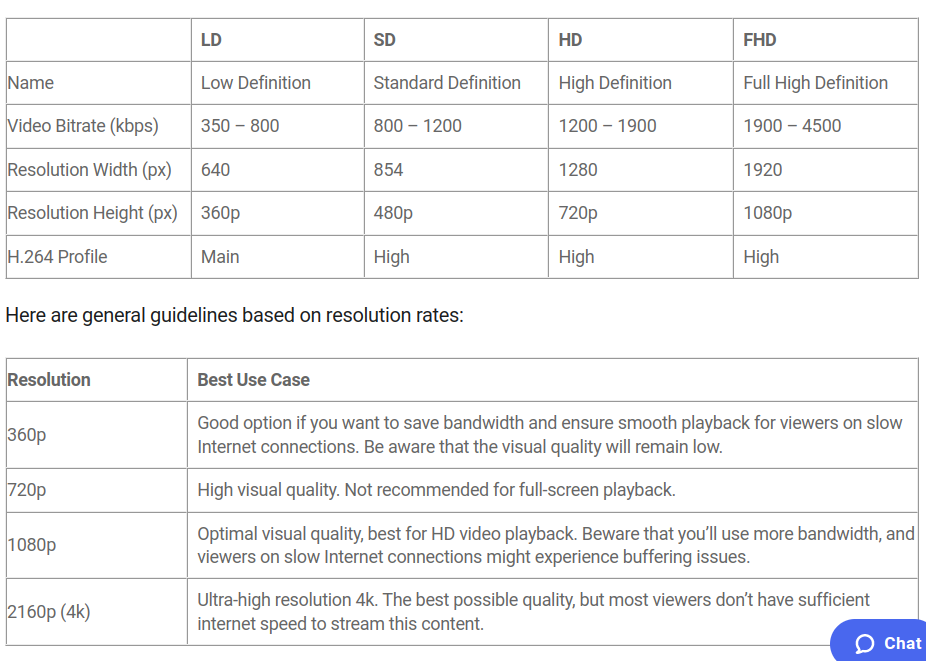 LD SD HD FHD
Name Low Definition Standard Definition High Definition Full High Definition
Video Bitrate (kbps) 350 – 800 800 – 1200 1200 – 1900 1900 – 4500
Resolution Width (px) 640 854 1280 1920
Resolution Height (px) 360p 480p 720p 1080p
H.264 Profile Main High High High
Here are general guidelines based on resolution rates:
Resolution Best Use Case
360p Good option if you want to save bandwidth and ensure smooth playback for viewers on slow
Internet connections. Be aware that the visual quality will remain low.
720p High visual quality. Not recommended for full-screen playback.
1080p Optimal visual quality, best for HD video playback. Beware that you’ll use more bandwidth, and
viewers on slow Internet connections might experience buffering issues.
2160p (4k) Ultra-high resolution 4k. The best possible quality, but most viewers don’t have sufficient
internet speed to stream this content.
Chat